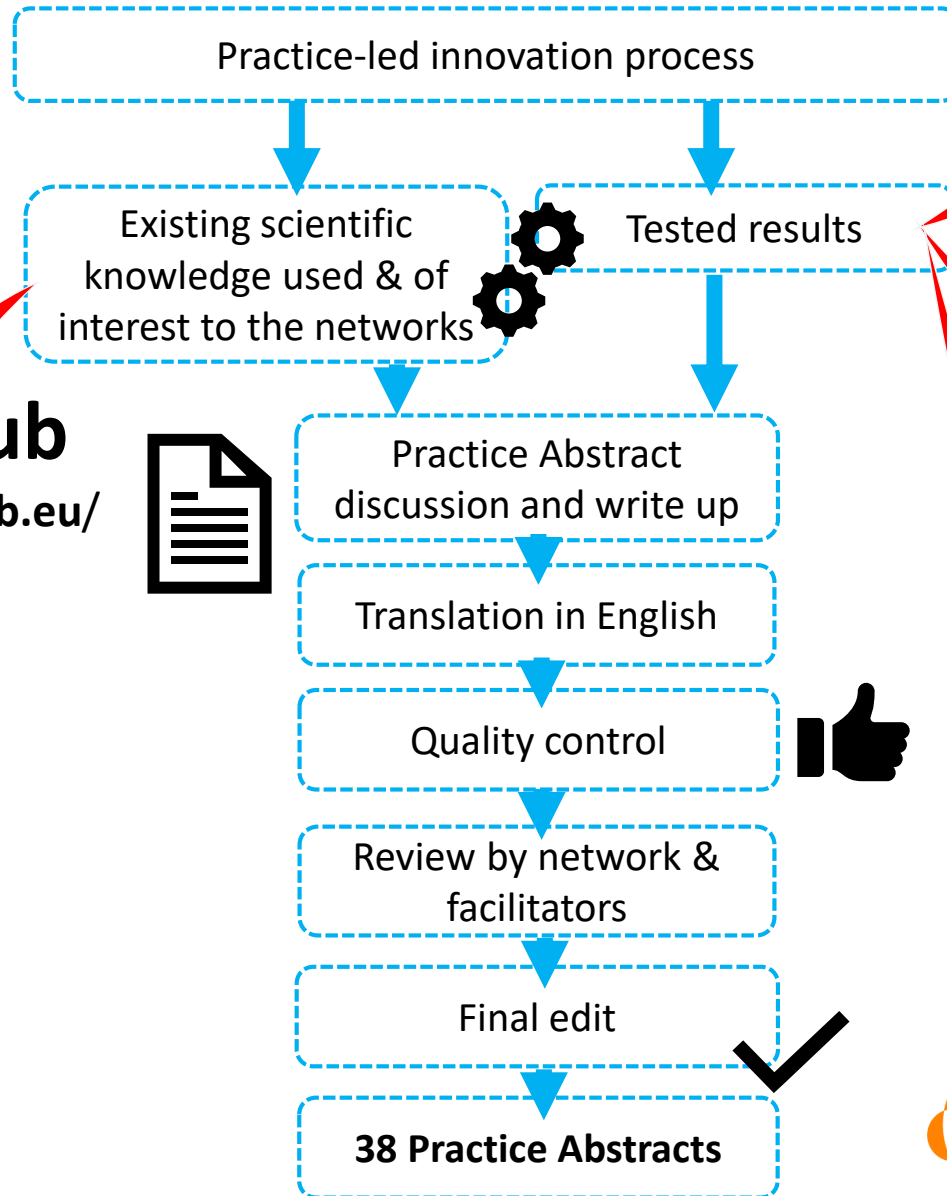 Practice-led innovation process
Existing scientific
knowledge used & of
interest to the networks
Tested results
ub
b.eu/
Practice Abstract
discussion and write up
Translation in English
Quality control
Review by network &
facilitators
Final edit
38 Practice Abstracts